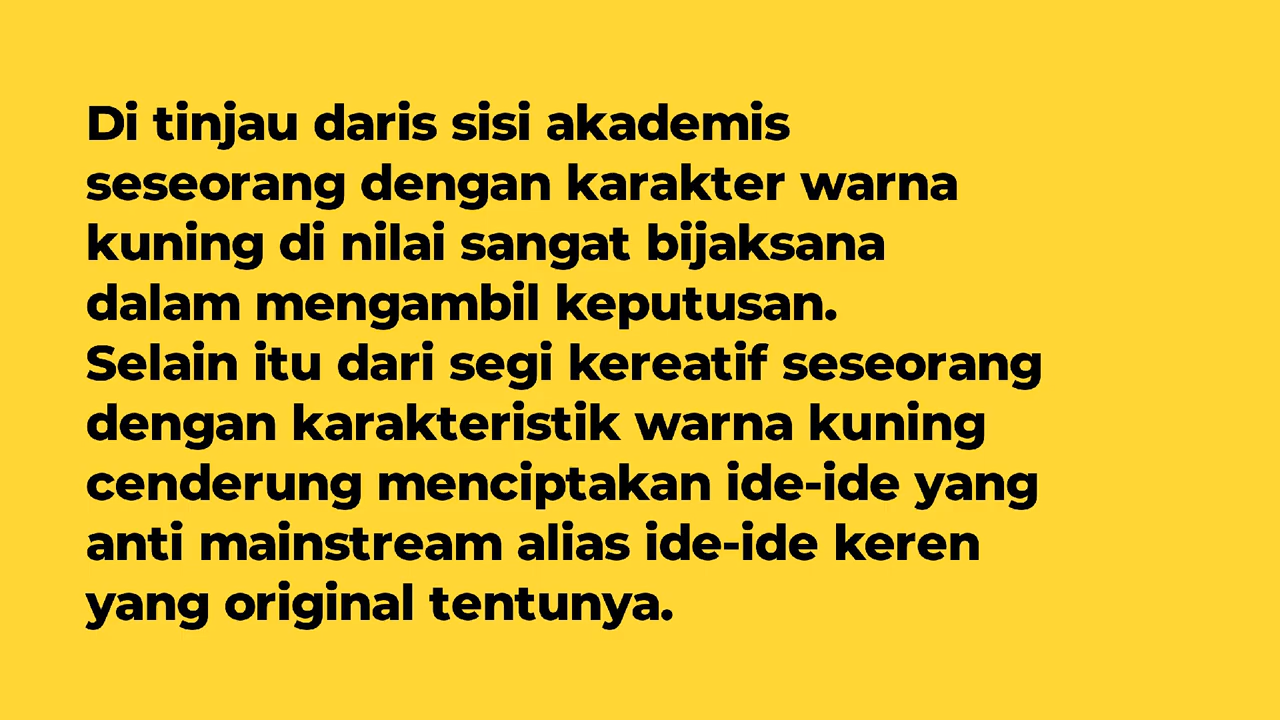 Di tinjau daris sisi akademis
seseorang dengan karakter warna
kuning di nilai sangat bijaksana
dalam mengambil keputusan.
Selain itu dari segi kereatif seseorang
dengan karakteristik warna kuning
cenderung menciptakan ide-ide yang
anti mainstream alias ide-ide keren
yang original tentunya.